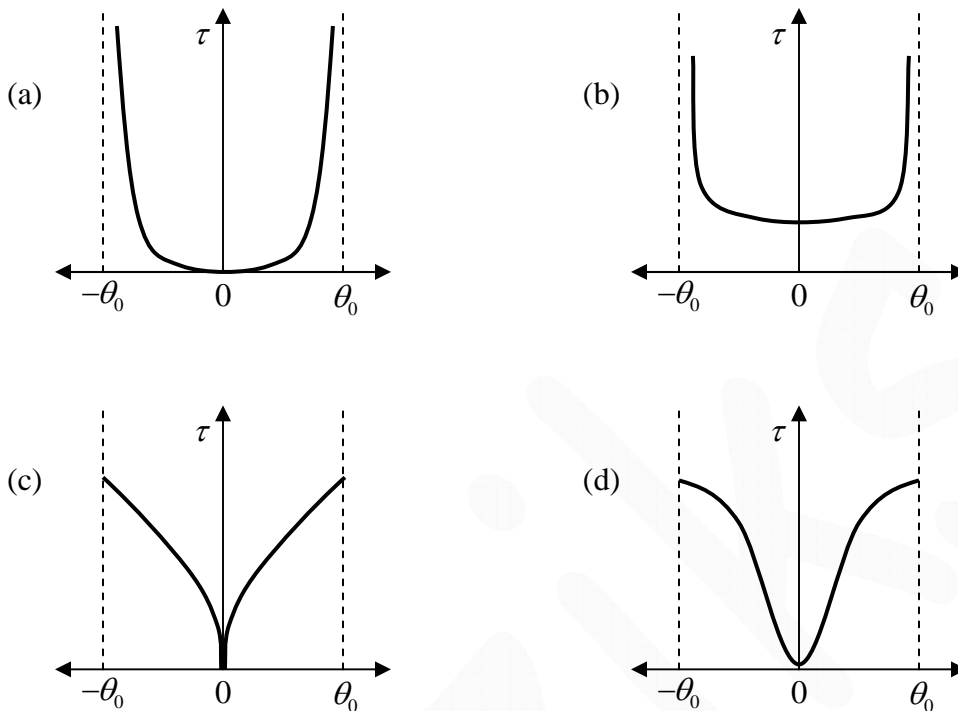 (a) τ −θ₀ 0 θ₀
(b) τ −θ₀ 0 θ₀
(c) τ −θ₀ 0 θ₀
(d) τ −θ₀ 0 θ₀